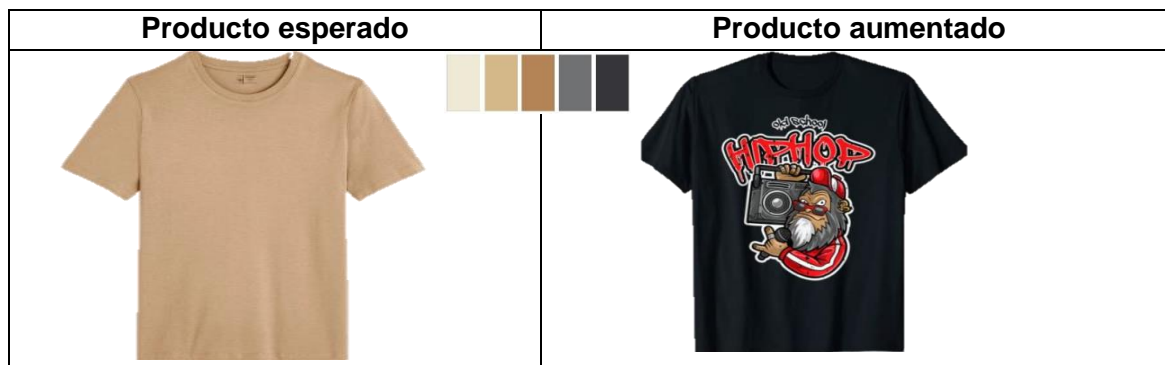 Producto esperado
Producto aumentado
old school
HIPHOP